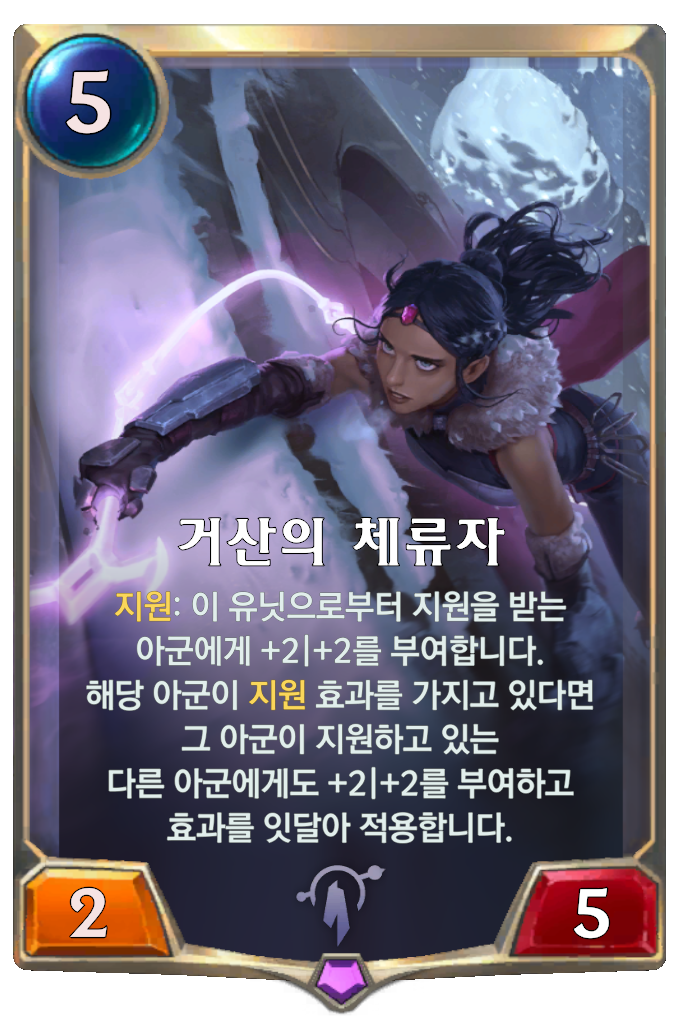 5
거산의 체류자
지원: 이 유닛으로부터 지원을 받는
아군에게 +2|+2를 부여합니다.
해당 아군이 지원 효과를 가지고 있다면
그 아군이 지원하고 있는
다른 아군에게도 +2|+2를 부여하고
효과를 잇달아 적용합니다.
2
5